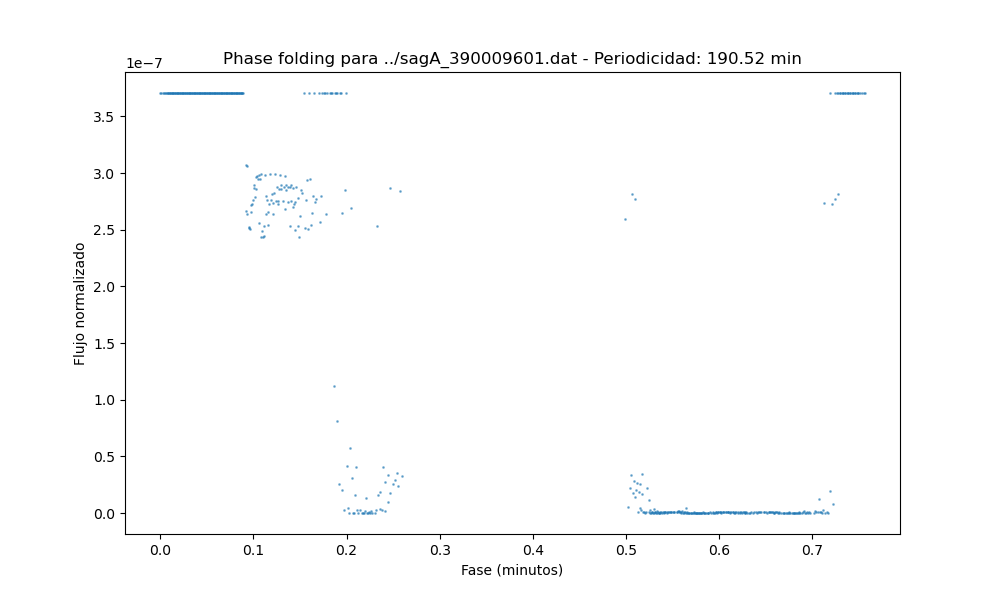 Phase folding para ../sagA_390009601.dat - Periodicidad: 190.52 min
1e−7
3.5
3.0
2.5
2.0
1.5
1.0
0.5
0.0
Flujo normalizado
0.0 0.1 0.2 0.3 0.4 0.5 0.6 0.7
Fase (minutos)